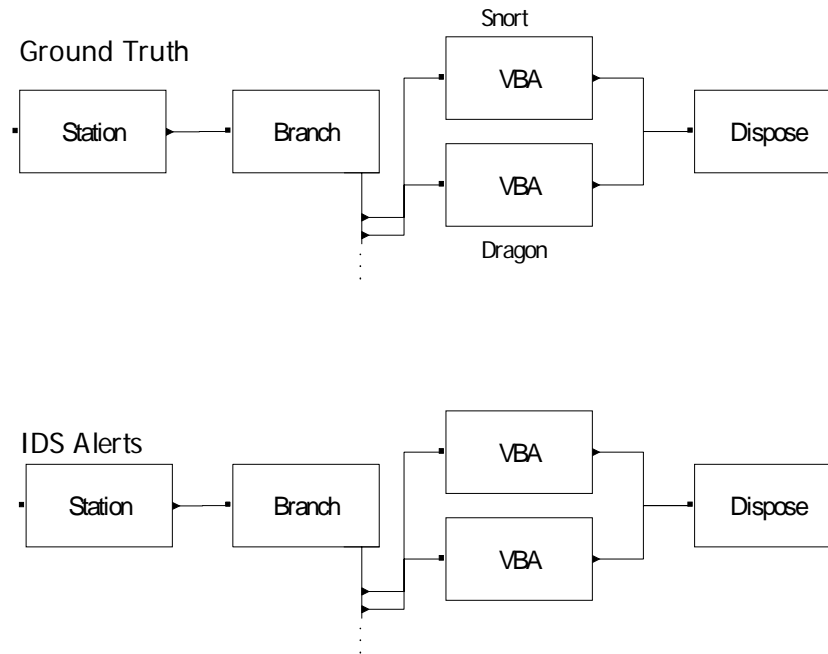 Snort
Ground Truth
VBA
Station
Branch
Dispose
VBA
Dragon
IDS Alerts
VBA
Station
Branch
Dispose
VBA